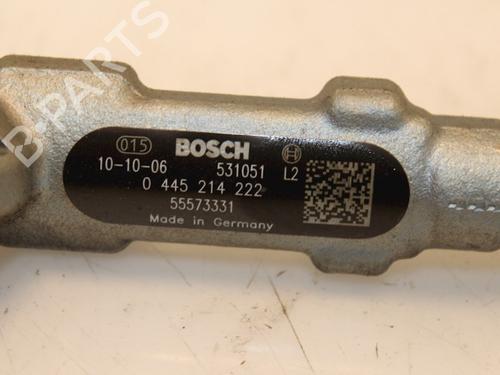 B-PARTS
015 BOSCH
10-10-06 531051 L2
0 445 214 222
55573331
Made in Germany